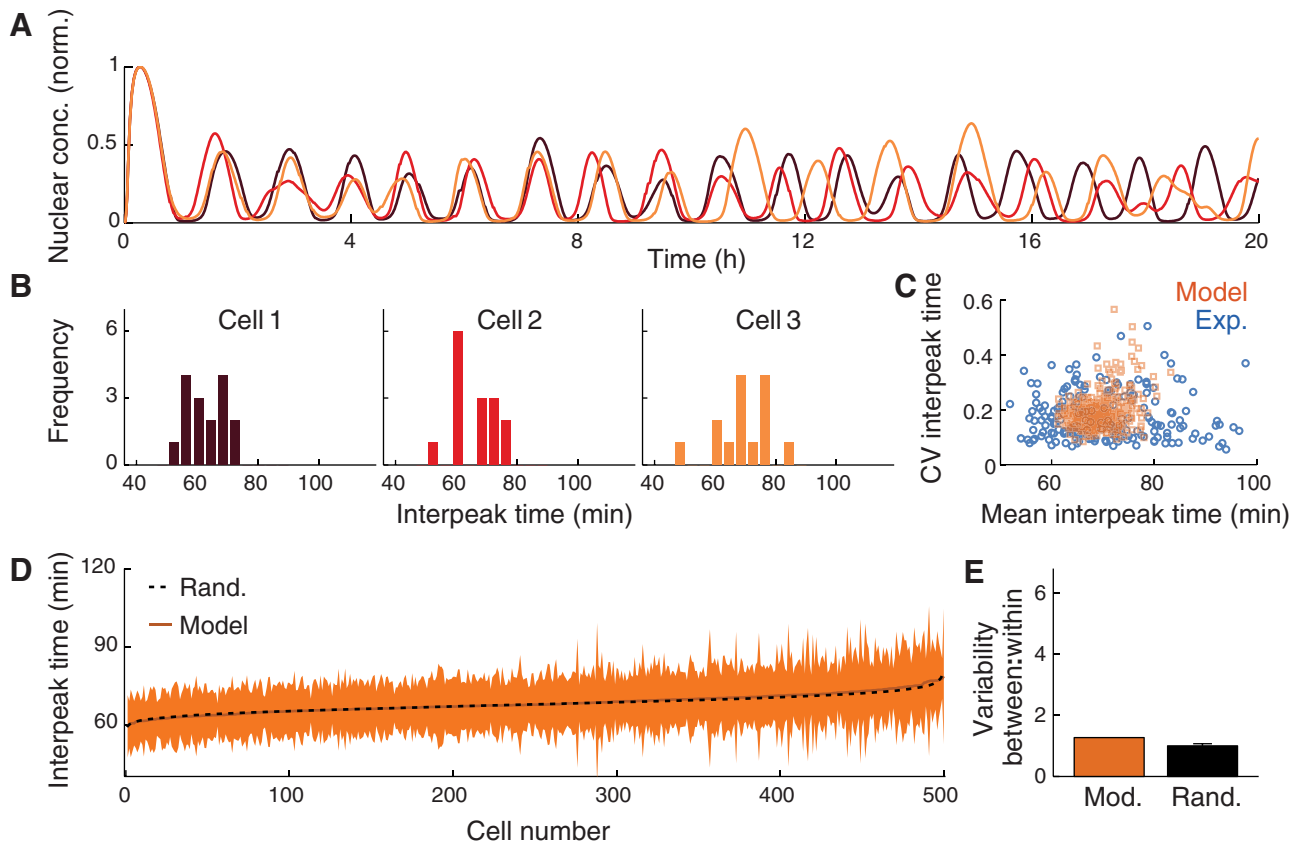 A
Nuclear conc. (norm.)
1
0.5
0
0 4 8 12 16 20
Time (h)
B
Frequency
6
3
0
Cell 1
Cell 2
Cell 3
40 60 80 100
40 60 80 100
40 60 80 100
Interpeak time (min)
C
CV interpeak time
0.6
0.4
0.2
0
Model
Exp.
60 80 100
Mean interpeak time (min)
D
Interpeak time (min)
120
90
60
Rand.
Model
0 100 200 300 400 500
Cell number
E
Variability
between:within
6
4
2
0
Mod. Rand.